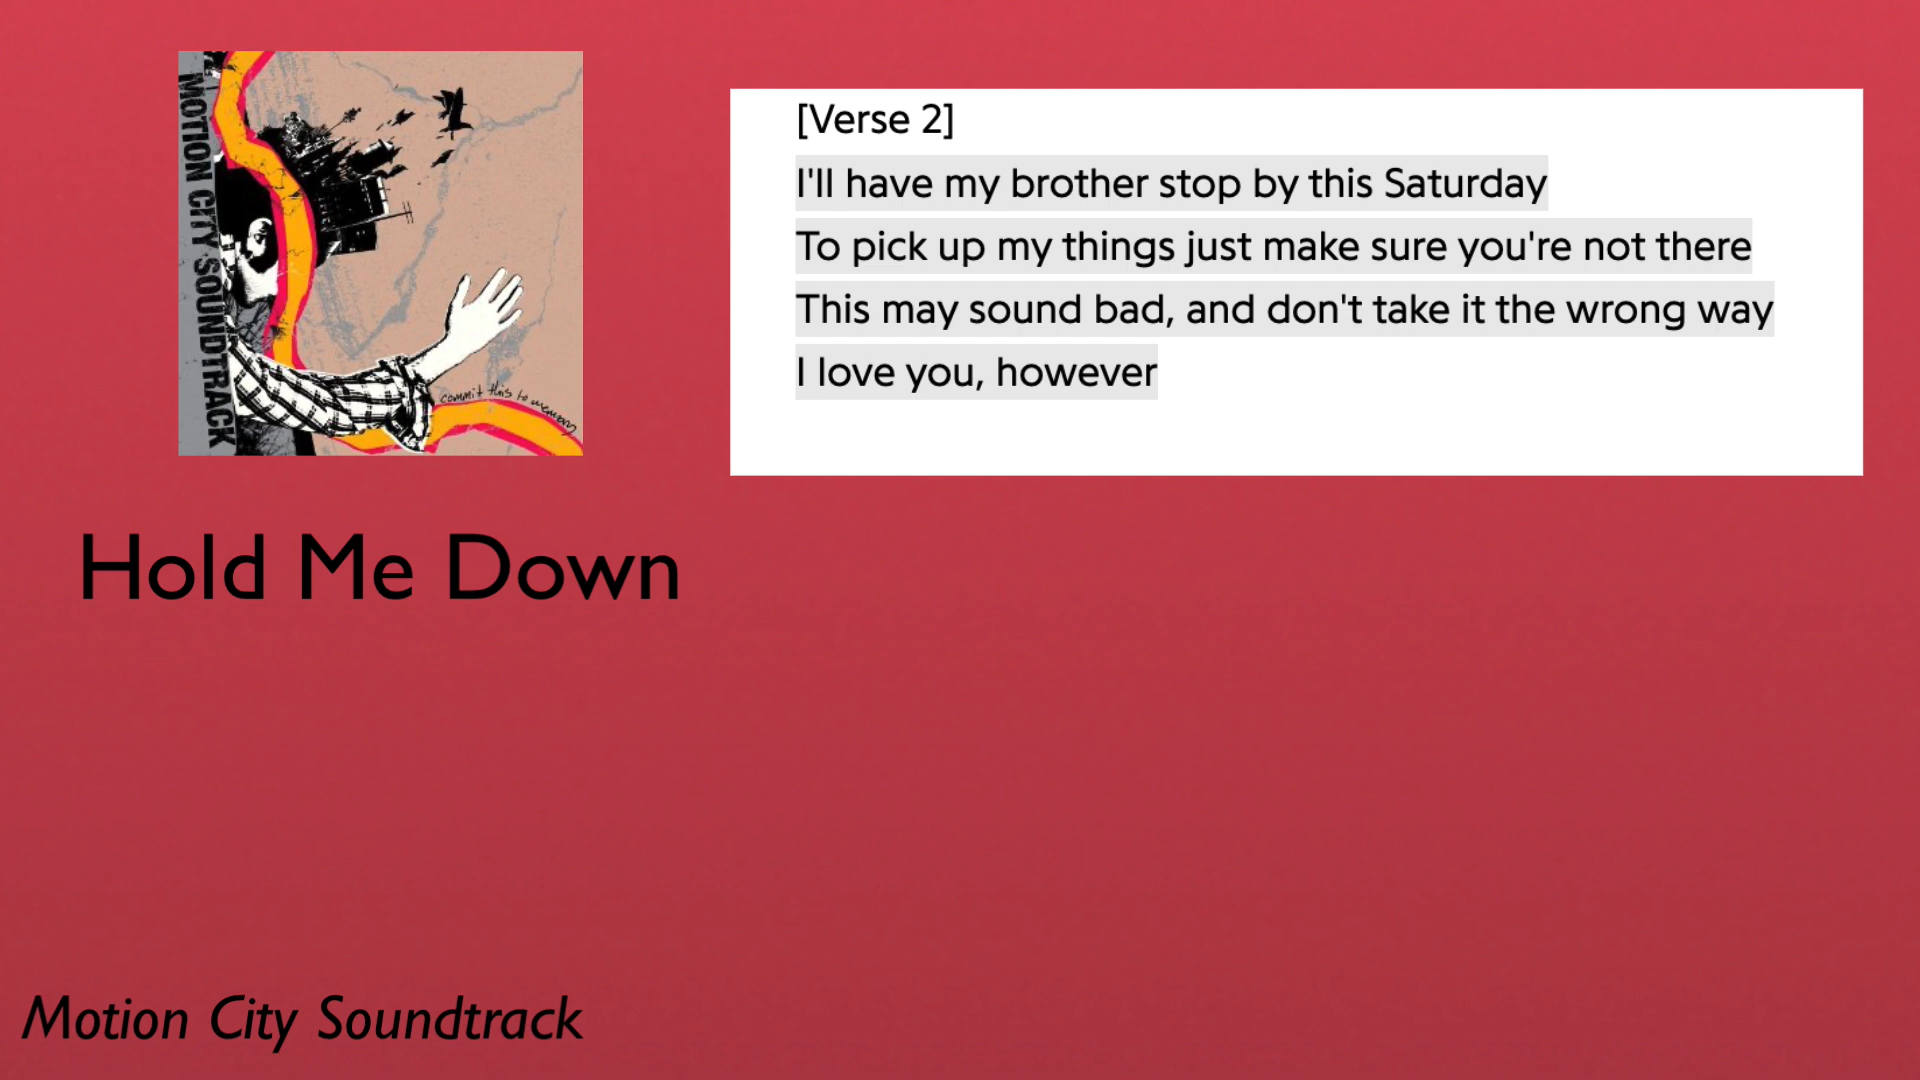 MOTION CITY SOUNDTRACK
commit this to memory
[Verse 2]
I'll have my brother stop by this Saturday
To pick up my things just make sure you're not there
This may sound bad, and don't take it the wrong way
I love you, however
Hold Me Down
Motion City Soundtrack